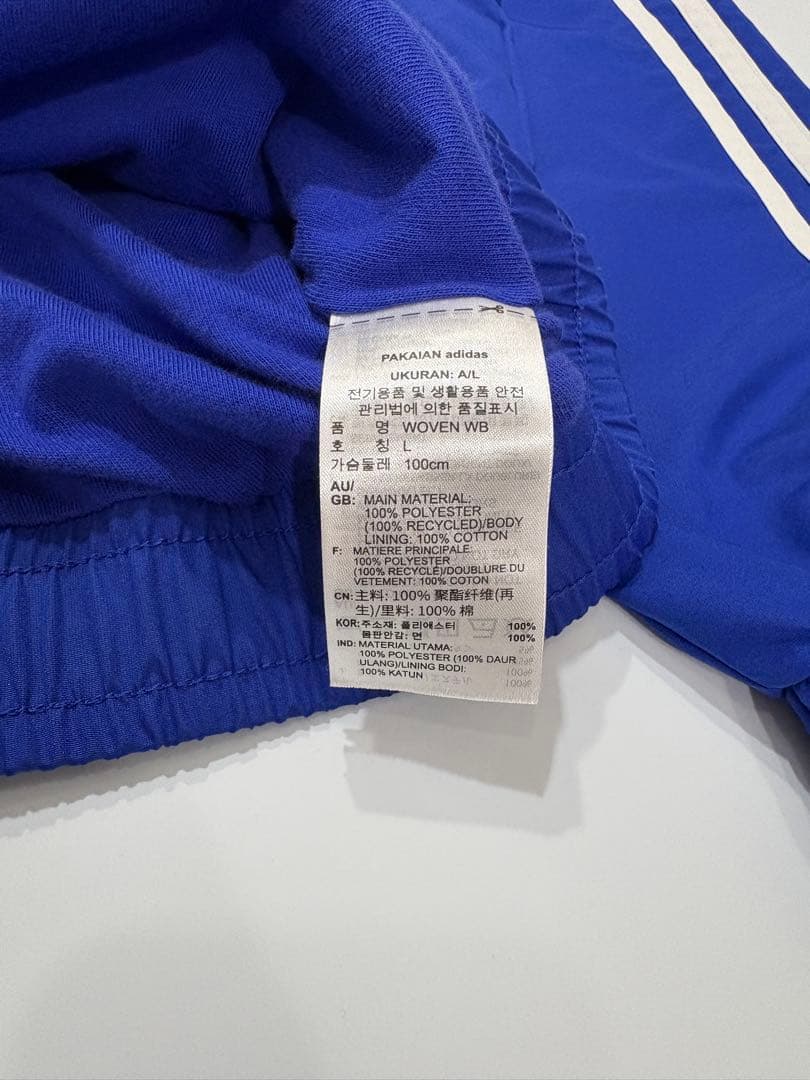 PAKAIAN adidas
UKURAN: A/L
전기용품 및 생활용품 안전
관리법에 의한 품질표시
품 명 WOVEN WB
호 칭 L
가슴둘레 100cm
AU/
GB: MAIN MATERIAL:
100% POLYESTER
(100% RECYCLED)/BODY
LINING: 100% COTTON
F: MATIERE PRINCIPALE:
100% POLYESTER
(100% RECYCLÉ)/DOUBLURE DU
VETEMENT: 100% COTON
CN: 主料: 100% 聚酯纤维(再
生)/里料: 100% 棉
KOR: 주소재: 폴리애스터 100%
몸판안감: 면 100%
IND: MATERIAL UTAMA:
100% POLYESTER (100% DAUR
ULANG)/LINING BODI:
100% KATUN